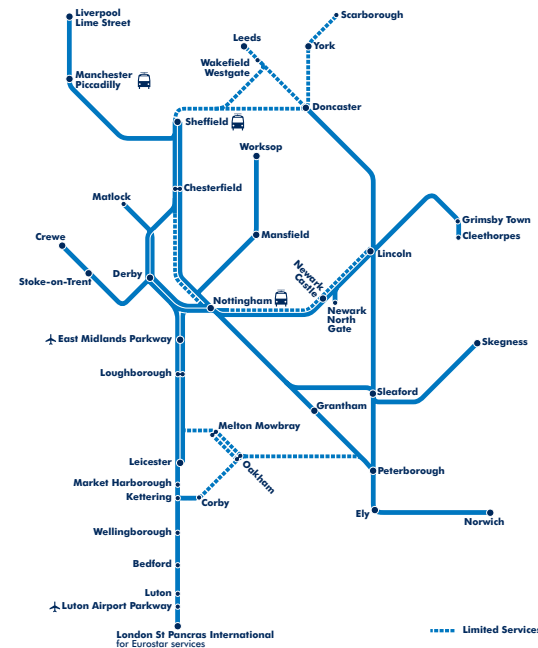 Liverpool
Lime Street
Scarborough
Leeds
York
Wakefield
Westgate
Manchester
Piccadilly
Doncaster
Sheffield
Worksop
Chesterfield
Matlock
Grimsby Town
Cleethorpes
Crewe
Mansfield
Lincoln
Stoke-on-Trent
Derby
Newark
Castle
Nottingham
Newark
North
Gate
East Midlands Parkway
Skegness
Loughborough
Sleaford
Grantham
Melton Mowbray
Leicester
Oakham
Peterborough
Market Harborough
Kettering
Corby
Ely
Norwich
Wellingborough
Bedford
Luton
Luton Airport Parkway
London St Pancras International
for Eurostar services
Limited Services